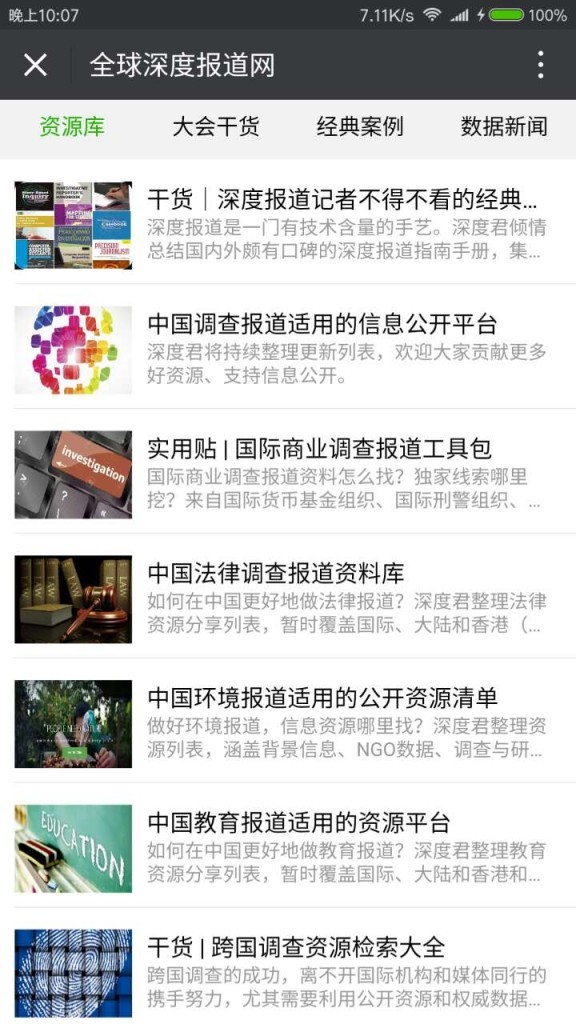 晚上10:07
7.11K/s
100%
全球深度报道网
资源库
大会干货
经典案例
数据新闻
干货｜深度报道记者不得不看的经典...
深度报道是一门有技术含量的手艺。深度君倾情
总结国内外颇有口碑的深度报道指南手册，集...
中国调查报道适用的信息公开平台
深度君将持续整理更新列表，欢迎大家贡献更多
好资源、支持信息公开。
investigation
实用贴 | 国际商业调查报道工具包
国际商业调查报道资料怎么找？独家线索哪里
挖？来自国际货币基金组织、国际刑警组织、...
LAW
中国法律调查报道资料库
如何在中国更好地做法律报道？深度君整理法律
资源分享列表，暂时覆盖国际、大陆和香港（...
中国环境报道适用的公开资源清单
做好环境报道，信息资源哪里找？深度君整理资
源列表，涵盖背景信息、NGO数据、调查与研...
EDUCATION
中国教育报道适用的资源平台
如何在中国更好地做教育报道？深度君整理教育
资源分享列表，暂时覆盖国际、大陆和香港和...
干货 | 跨国调查资源检索大全
跨国调查的成功，离不开国际机构和媒体同行的
携手努力，尤其需要利用公开资源和权威数据...